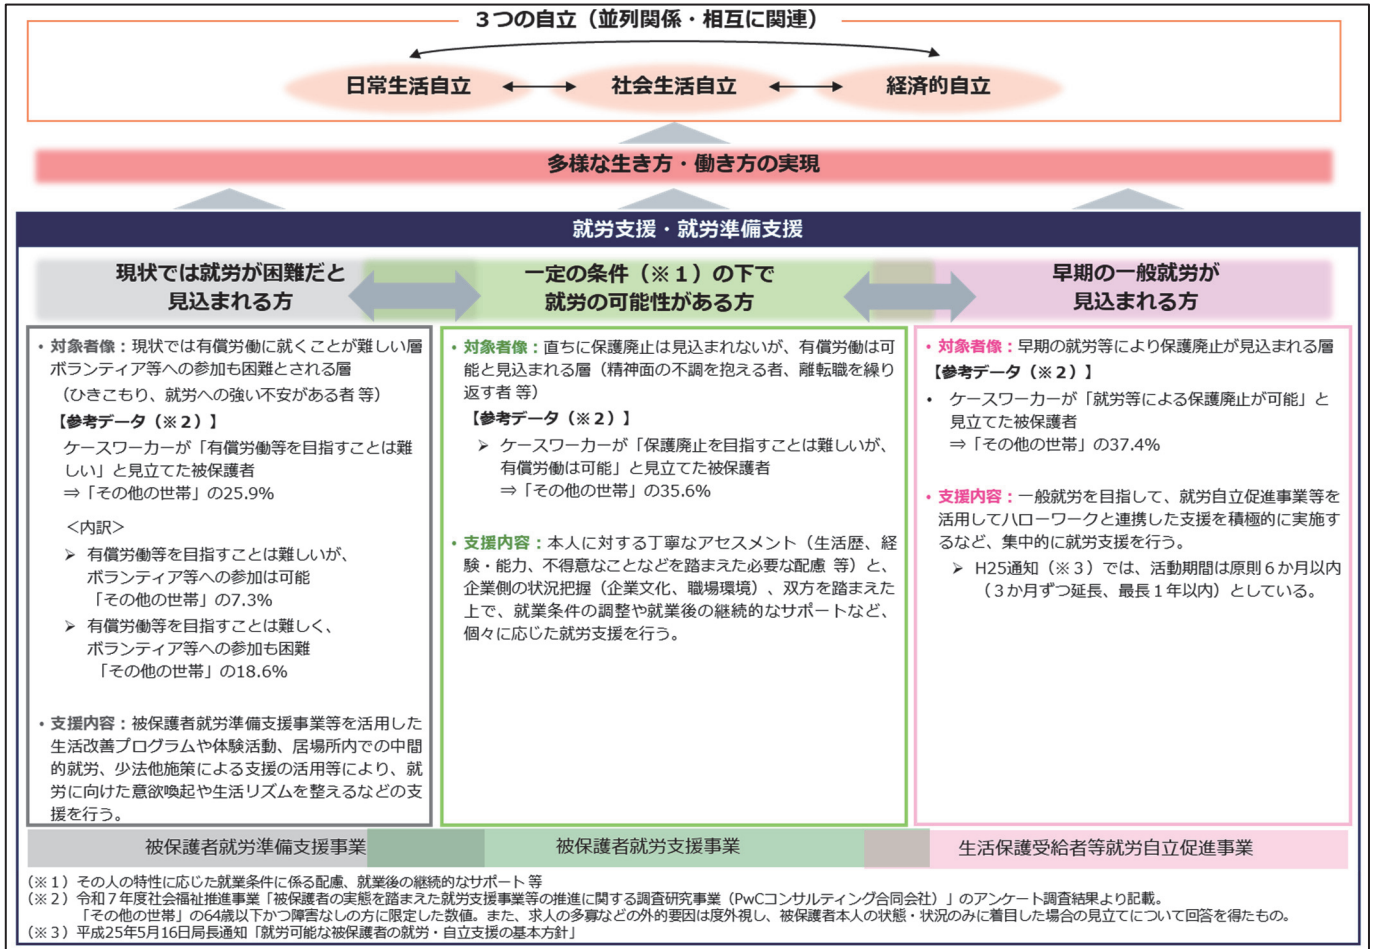 ３つの自立（並列関係・相互に関連）
日常生活自立
社会生活自立
経済的自立
多様な生き方・働き方の実現
就労支援・就労準備支援
現状では就労が困難だと
見込まれる方
一定の条件（※１）の下で
就労の可能性がある方
早期の一般就労が
見込まれる方
・対象者像：現状では有償労働に就くことが難しい層
ボランティア等への参加も困難とされる層
（ひきこもり、就労への強い不安がある者 等）
【参考データ（※２）】
ケースワーカーが「有償労働等を目指すことは難
しい」と見立てた被保護者
⇒「その他の世帯」の25.9%
＜内訳＞
➢ 有償労働等を目指すことは難しいが、
ボランティア等への参加は可能
「その他の世帯」の7.3%
➢ 有償労働等を目指すことは難しく、
ボランティア等への参加も困難
「その他の世帯」の18.6%
・支援内容：被保護者就労準備支援事業等を活用した
生活改善プログラムや体験活動、居場所内での中間
的就労、少法他施策による支援の活用等により、就
労に向けた意欲喚起や生活リズムを整えるなどの支
援を行う。
・対象者像：直ちに保護廃止は見込まれないが、有償労働は可
能と見込まれる層（精神面の不調を抱える者、離転職を繰り
返す者 等）
【参考データ（※２）】
➢ ケースワーカーが「保護廃止を目指すことは難しいが、
有償労働は可能」と見立てた被保護者
⇒「その他の世帯」の35.6%
・支援内容：本人に対する丁寧なアセスメント（生活歴、経
験・能力、不得意なことなどを踏まえた必要な配慮 等）と、
企業側の状況把握（企業文化、職場環境）、双方を踏まえた
上で、就業条件の調整や就業後の継続的なサポートなど、
個々に応じた就労支援を行う。
・対象者像：早期の就労等により保護廃止が見込まれる層
【参考データ（※２）】
・ ケースワーカーが「就労等による保護廃止が可能」と
見立てた被保護者
⇒「その他の世帯」の37.4%
・支援内容：一般就労を目指して、就労自立促進事業等を
活用してハローワークと連携した支援を積極的に実施す
るなど、集中的に就労支援を行う。
➢ H25通知（※３）では、活動期間は原則６か月以内
（３か月ずつ延長、最長１年以内）としている。
被保護者就労準備支援事業
被保護者就労支援事業
生活保護受給者等就労自立促進事業
（※１）その人の特性に応じた就業条件に係る配慮、就業後の継続的なサポート 等
（※２）令和７年度社会福祉推進事業「被保護者の実態を踏まえた就労支援事業等の推進に関する調査研究事業（PwCコンサルティング合同会社）」のアンケート調査結果より記載。
「その他の世帯」の64歳以下かつ障害なしの方に限定した数値。また、求人の多寡などの外的要因は度外視し、被保護者本人の状態・状況のみに着目した場合の見立てについて回答を得たもの。
（※３）平成25年5月16日局長通知「就労可能な被保護者の就労・自立支援の基本方針」